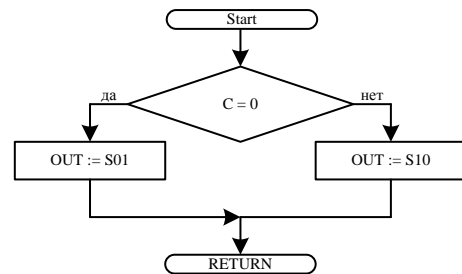 Start
да
C = 0
нет
OUT := S01
OUT := S10
RETURN